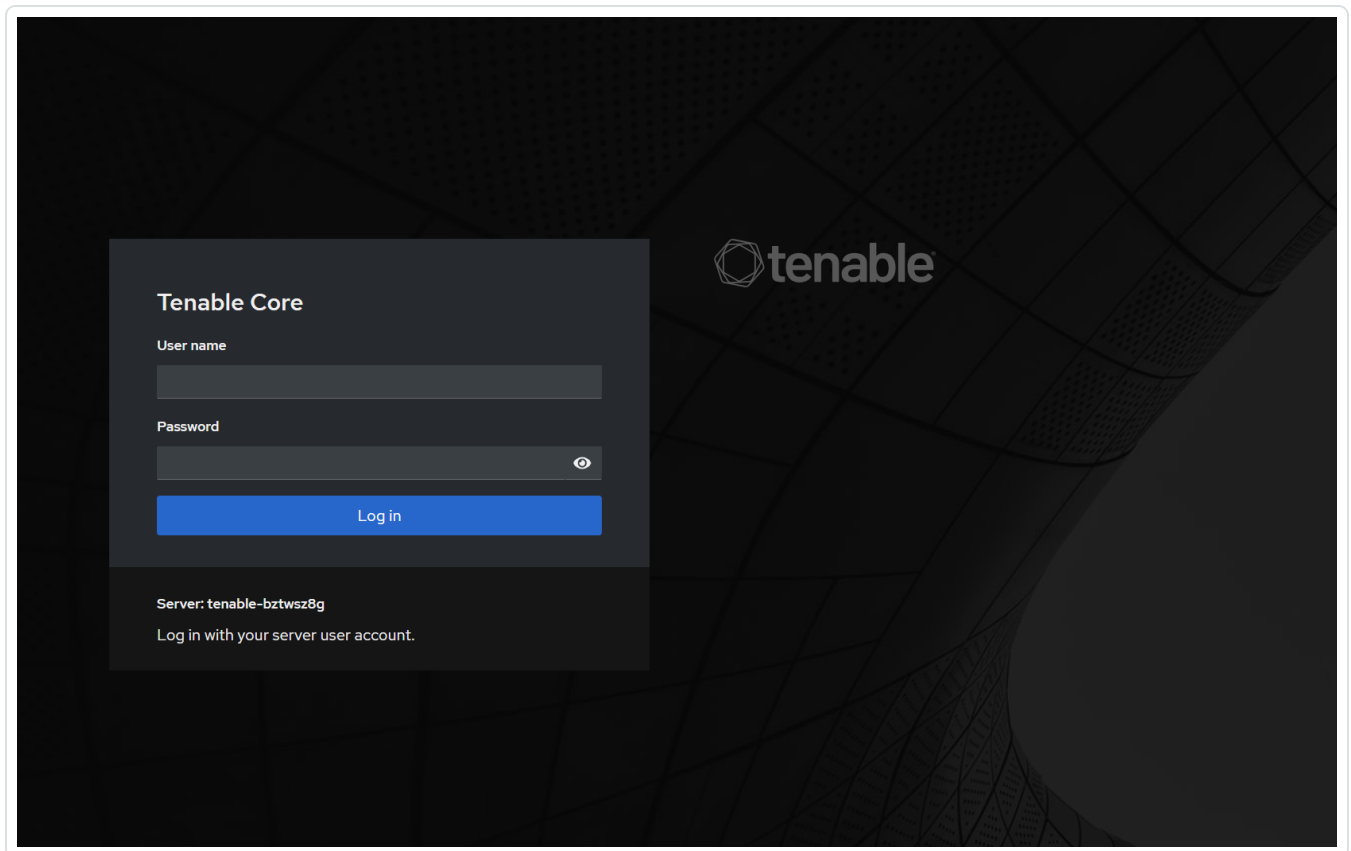 tenable
Tenable Core
User name
Password
Log in
Server: tenable-bztwsz8g
Log in with your server user account.